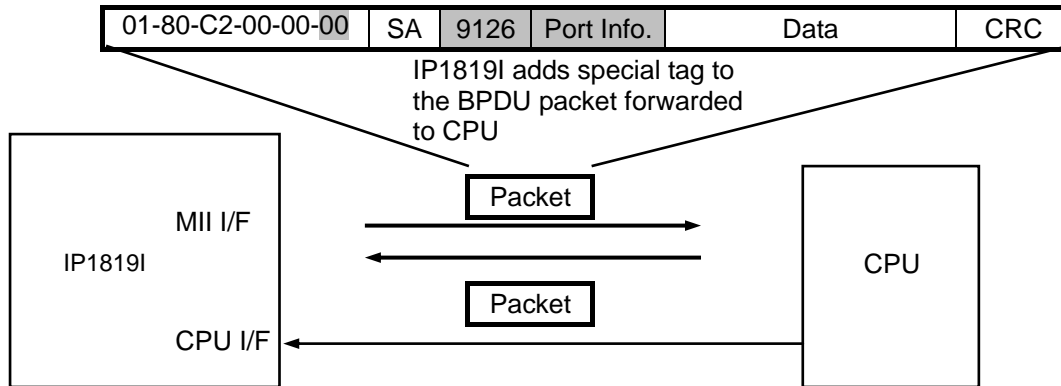 01-80-C2-00-00-00 SA 9126 Port Info. Data CRC
IP1819I adds special tag to
the BPDU packet forwarded
to CPU
Packet
MII I/F
IP1819I
CPU
Packet
CPU I/F